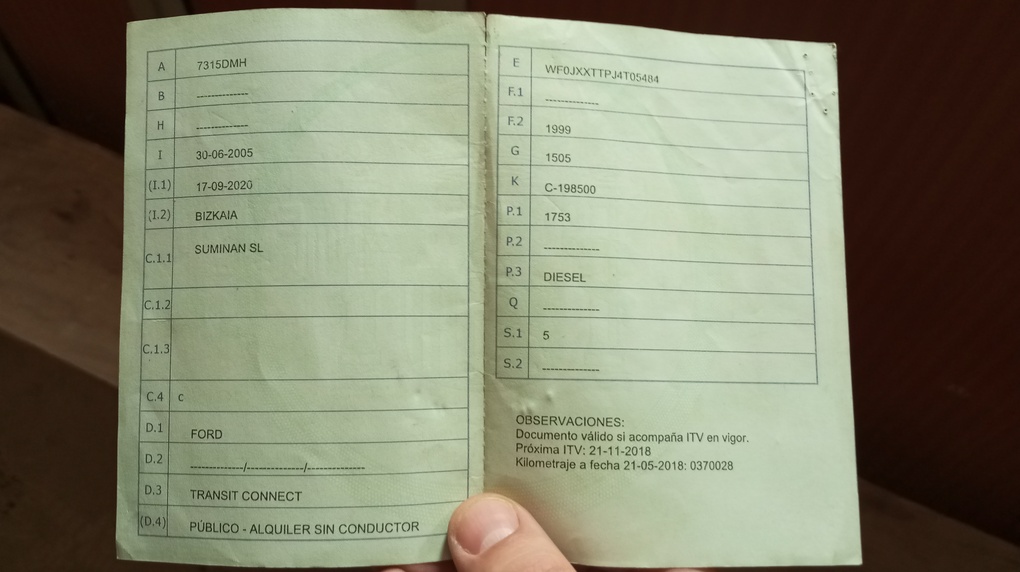 A 7315DMH
B -------------
H -------------
I 30-06-2005
(I.1) 17-09-2020
(I.2) BIZKAIA
C.1.1 SUMINAN SL
C.1.2
C.1.3
C.4 c
D.1 FORD
D.2 -------------/--------------/--------------
D.3 TRANSIT CONNECT
(D.4) PÚBLICO - ALQUILER SIN CONDUCTOR
E WF0JXXTTPJ4T05484
F.1 -------------
F.2 1999
G 1505
K C-198500
P.1 1753
P.2 --------------
P.3 DIESEL
Q --------------
S.1 5
S.2 --------------
OBSERVACIONES:
Documento válido si acompaña ITV en vigor.
Próxima ITV: 21-11-2018
Kilometraje a fecha 21-05-2018: 0370028